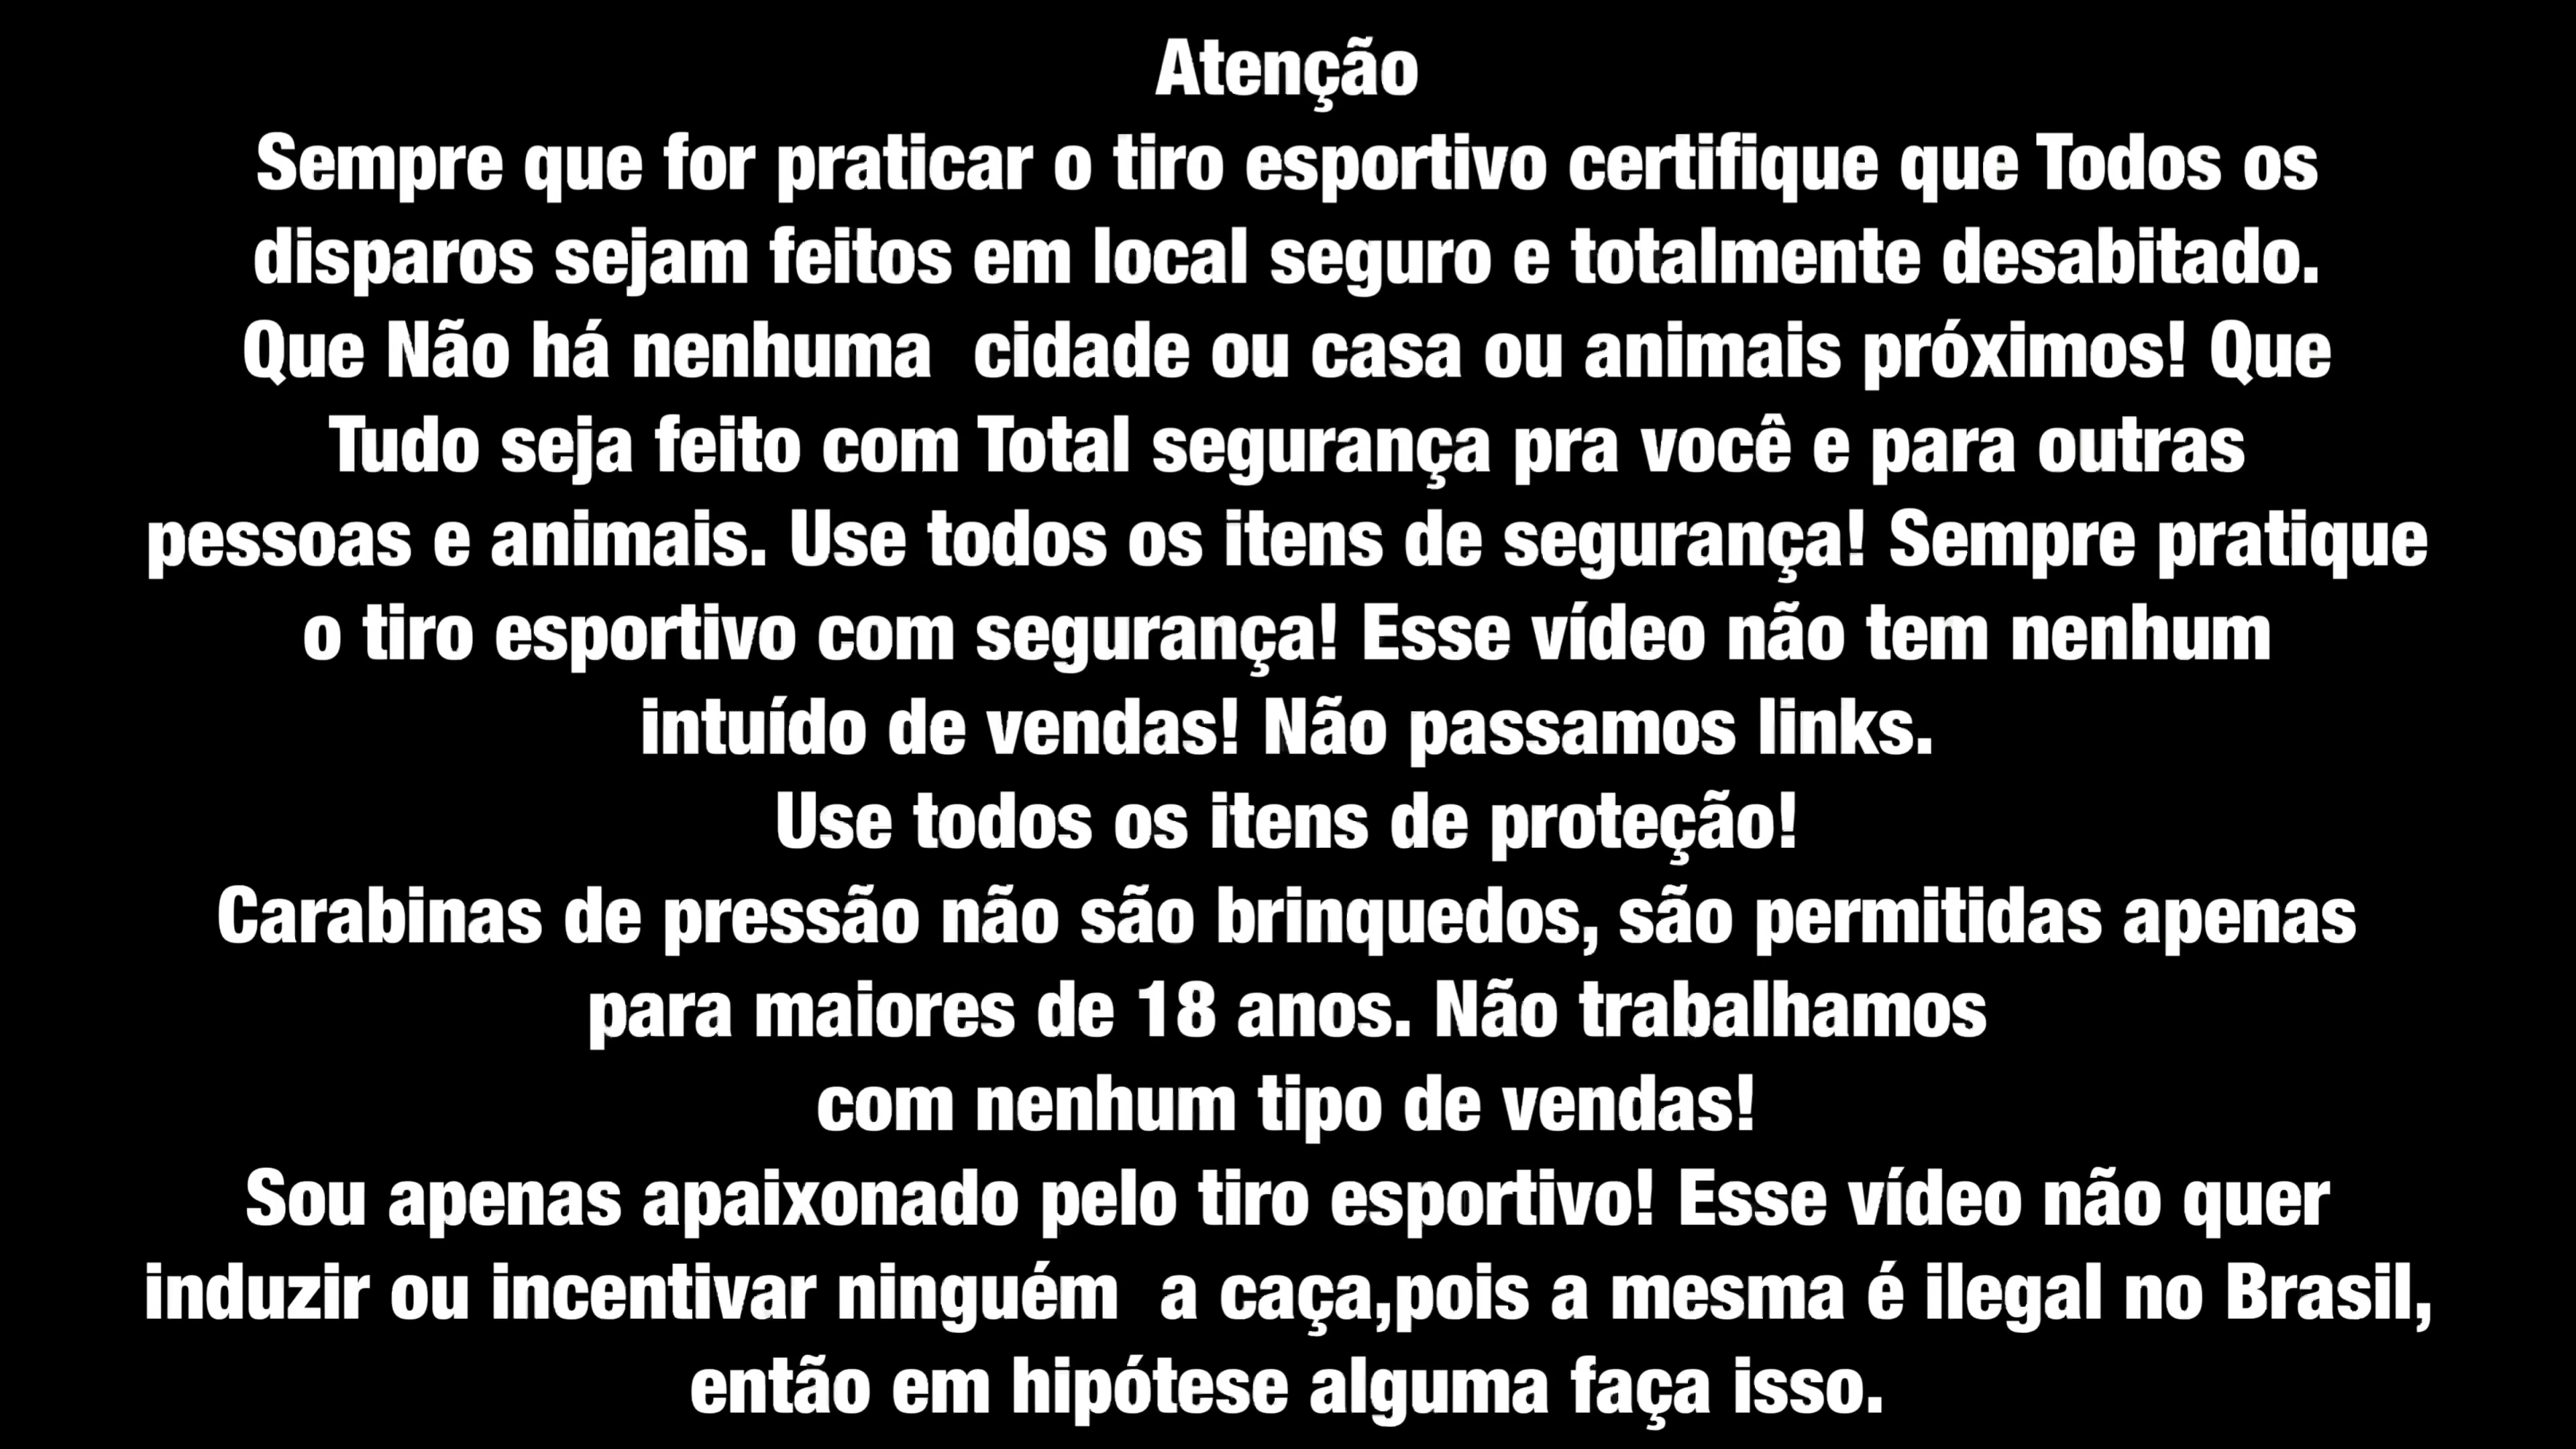 Atenção
Sempre que for praticar o tiro esportivo certifique que Todos os
disparos sejam feitos em local seguro e totalmente desabitado.
Que Não há nenhuma  cidade ou casa ou animais próximos! Que
Tudo seja feito com Total segurança pra você e para outras
pessoas e animais. Use todos os itens de segurança! Sempre pratique
o tiro esportivo com segurança! Esse vídeo não tem nenhum
intuído de vendas! Não passamos links.
Use todos os itens de proteção!
Carabinas de pressão não são brinquedos, são permitidas apenas
para maiores de 18 anos. Não trabalhamos
com nenhum tipo de vendas!
Sou apenas apaixonado pelo tiro esportivo! Esse vídeo não quer
induzir ou incentivar ninguém  a caça,pois a mesma é ilegal no Brasil,
então em hipótese alguma faça isso.